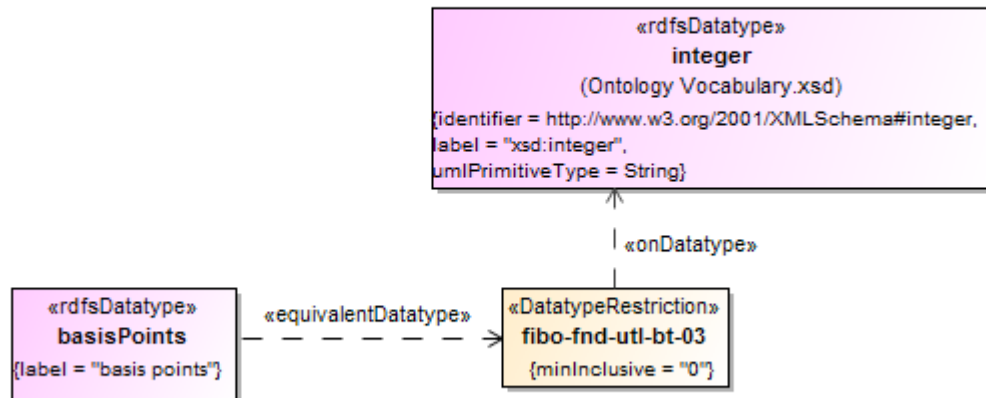 «rdfsDatatype»
integer
(Ontology Vocabulary.xsd)
{identifier = http://www.w3.org/2001/XMLSchema#integer,
label = "xsd:integer",
umlPrimitiveType = String}
«onDatatype»
«rdfsDatatype»
basisPoints
{label = "basis points"}
«equivalentDatatype»
«DatatypeRestriction»
fibo-fnd-utl-bt-03
{minInclusive = "0"}